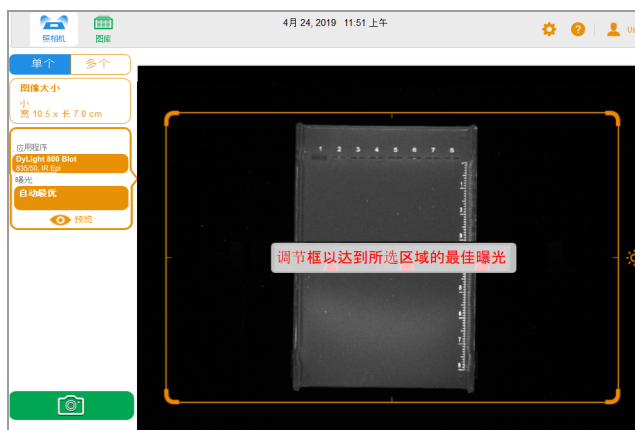 4月 24, 2019 11:51 上午
照相机
图库
单个
多个
图像大小
小
宽 10.5 x 长 7.0 cm
应用程序
DyLight 800 Blot
835/50, IR Epi
曝光
自动最优
预览
1 2 3 4 5 6 7 8
调节框以达到所选区域的最佳曝光